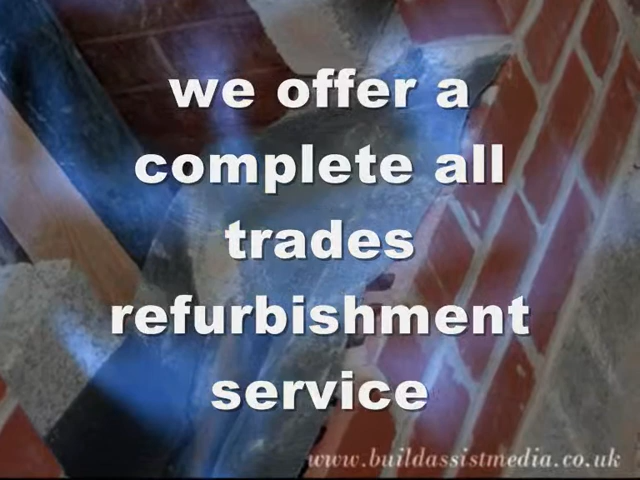 we offer a
complete all
trades
refurbishment
service
www.buildassistmedia.co.uk